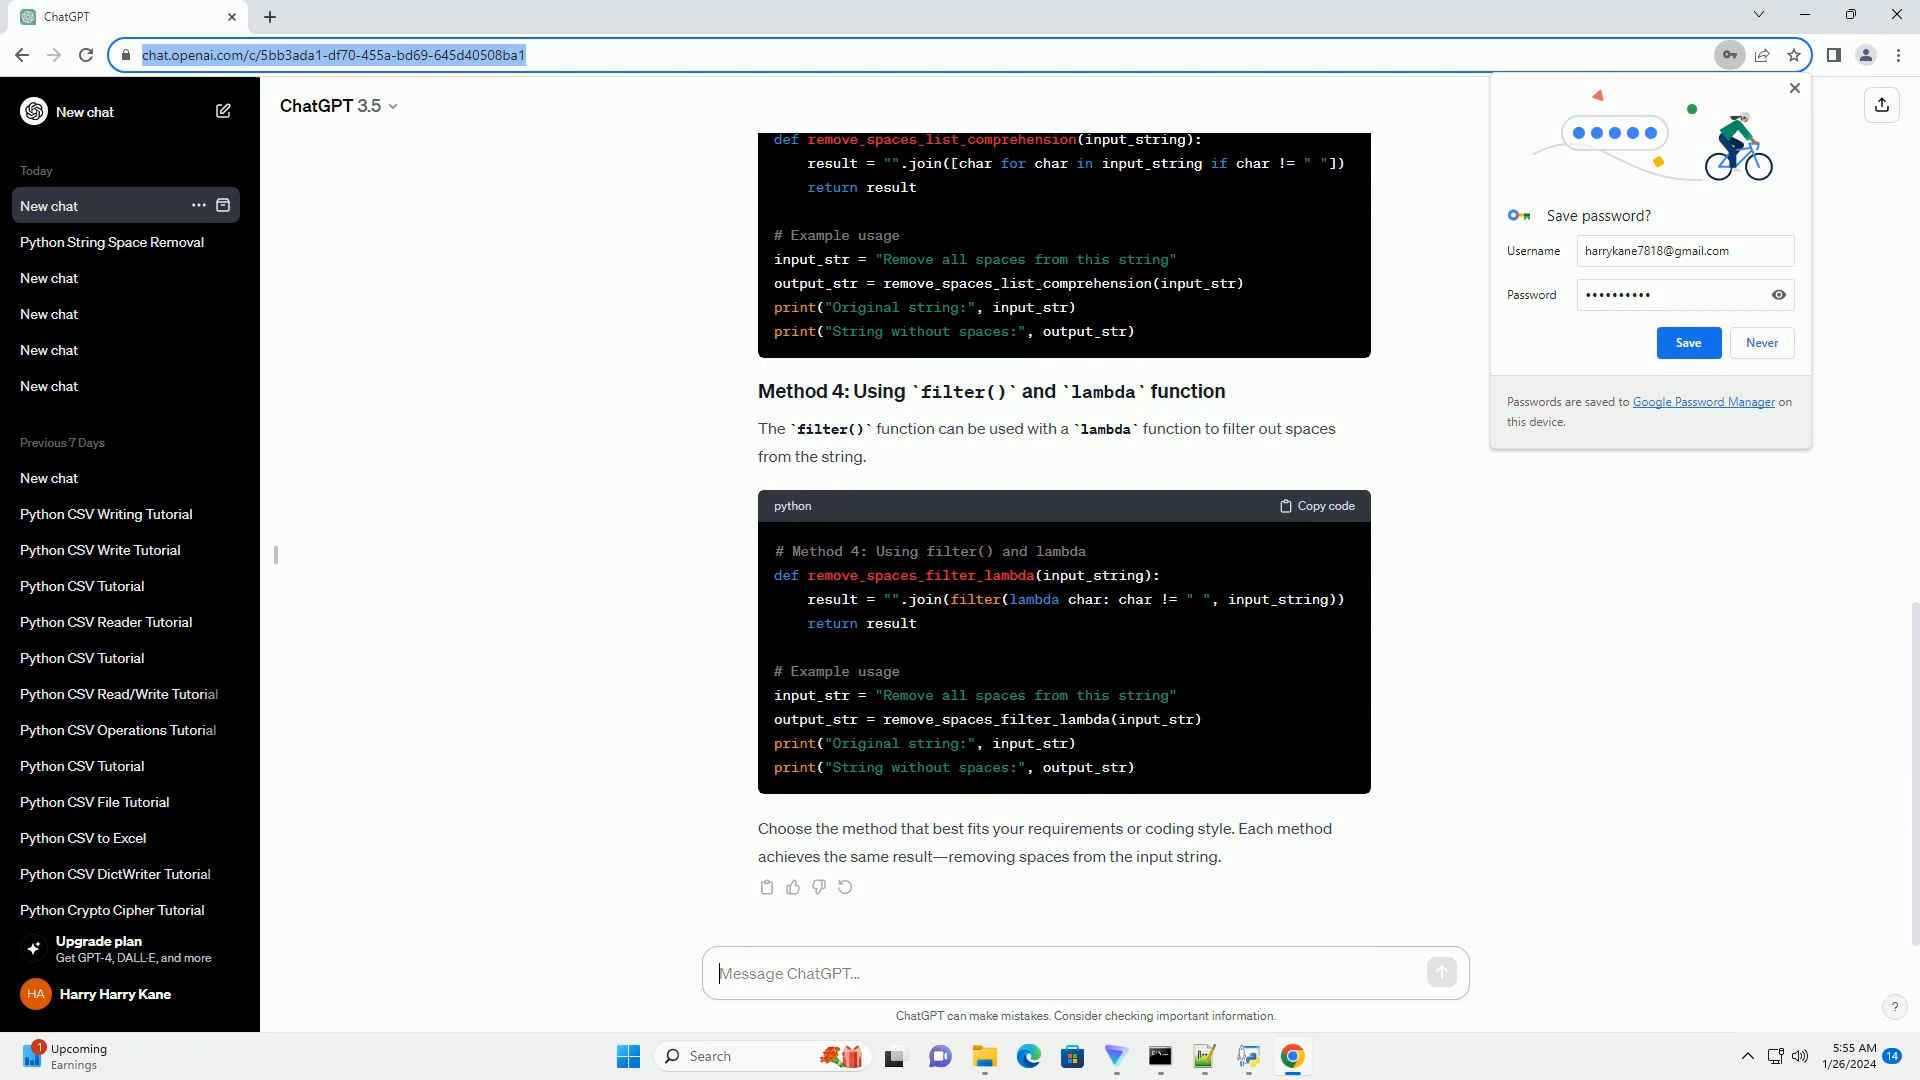 ChatGPT
chat.openai.com/c/5bb3ada1-df70-455a-bd69-645d40508ba1
New chat
Today
New chat
Python String Space Removal
New chat
New chat
New chat
New chat
Previous 7 Days
New chat
Python CSV Writing Tutorial
Python CSV Write Tutorial
Python CSV Tutorial
Python CSV Reader Tutorial
Python CSV Tutorial
Python CSV Read/Write Tutorial
Python CSV Operations Tutorial
Python CSV Tutorial
Python CSV File Tutorial
Python CSV to Excel
Python CSV DictWriter Tutorial
Python Crypto Cipher Tutorial
Upgrade plan
Get GPT-4, DALL·E, and more
HA Harry Harry Kane
ChatGPT 3.5
def remove_spaces_list_comprehension(input_string):
result = "".join([char for char in input_string if char != " "])
return result
# Example usage
input_str = "Remove all spaces from this string"
output_str = remove_spaces_list_comprehension(input_str)
print("Original string:", input_str)
print("String without spaces:", output_str)
Method 4: Using `filter()` and `lambda` function
The `filter()` function can be used with a `lambda` function to filter out spaces
from the string.
python Copy code
# Method 4: Using filter() and lambda
def remove_spaces_filter_lambda(input_string):
result = "".join(filter(lambda char: char != " ", input_string))
return result
# Example usage
input_str = "Remove all spaces from this string"
output_str = remove_spaces_filter_lambda(input_str)
print("Original string:", input_str)
print("String without spaces:", output_str)
Choose the method that best fits your requirements or coding style. Each method
achieves the same result—removing spaces from the input string.
Message ChatGPT...
ChatGPT can make mistakes. Consider checking important information.
?
Save password?
Username harrykane7818@gmail.com
Password ••••••••••
Save Never
Passwords are saved to Google Password Manager on
this device.
1
Upcoming
Earnings
Search
5:55 AM
1/26/2024
14